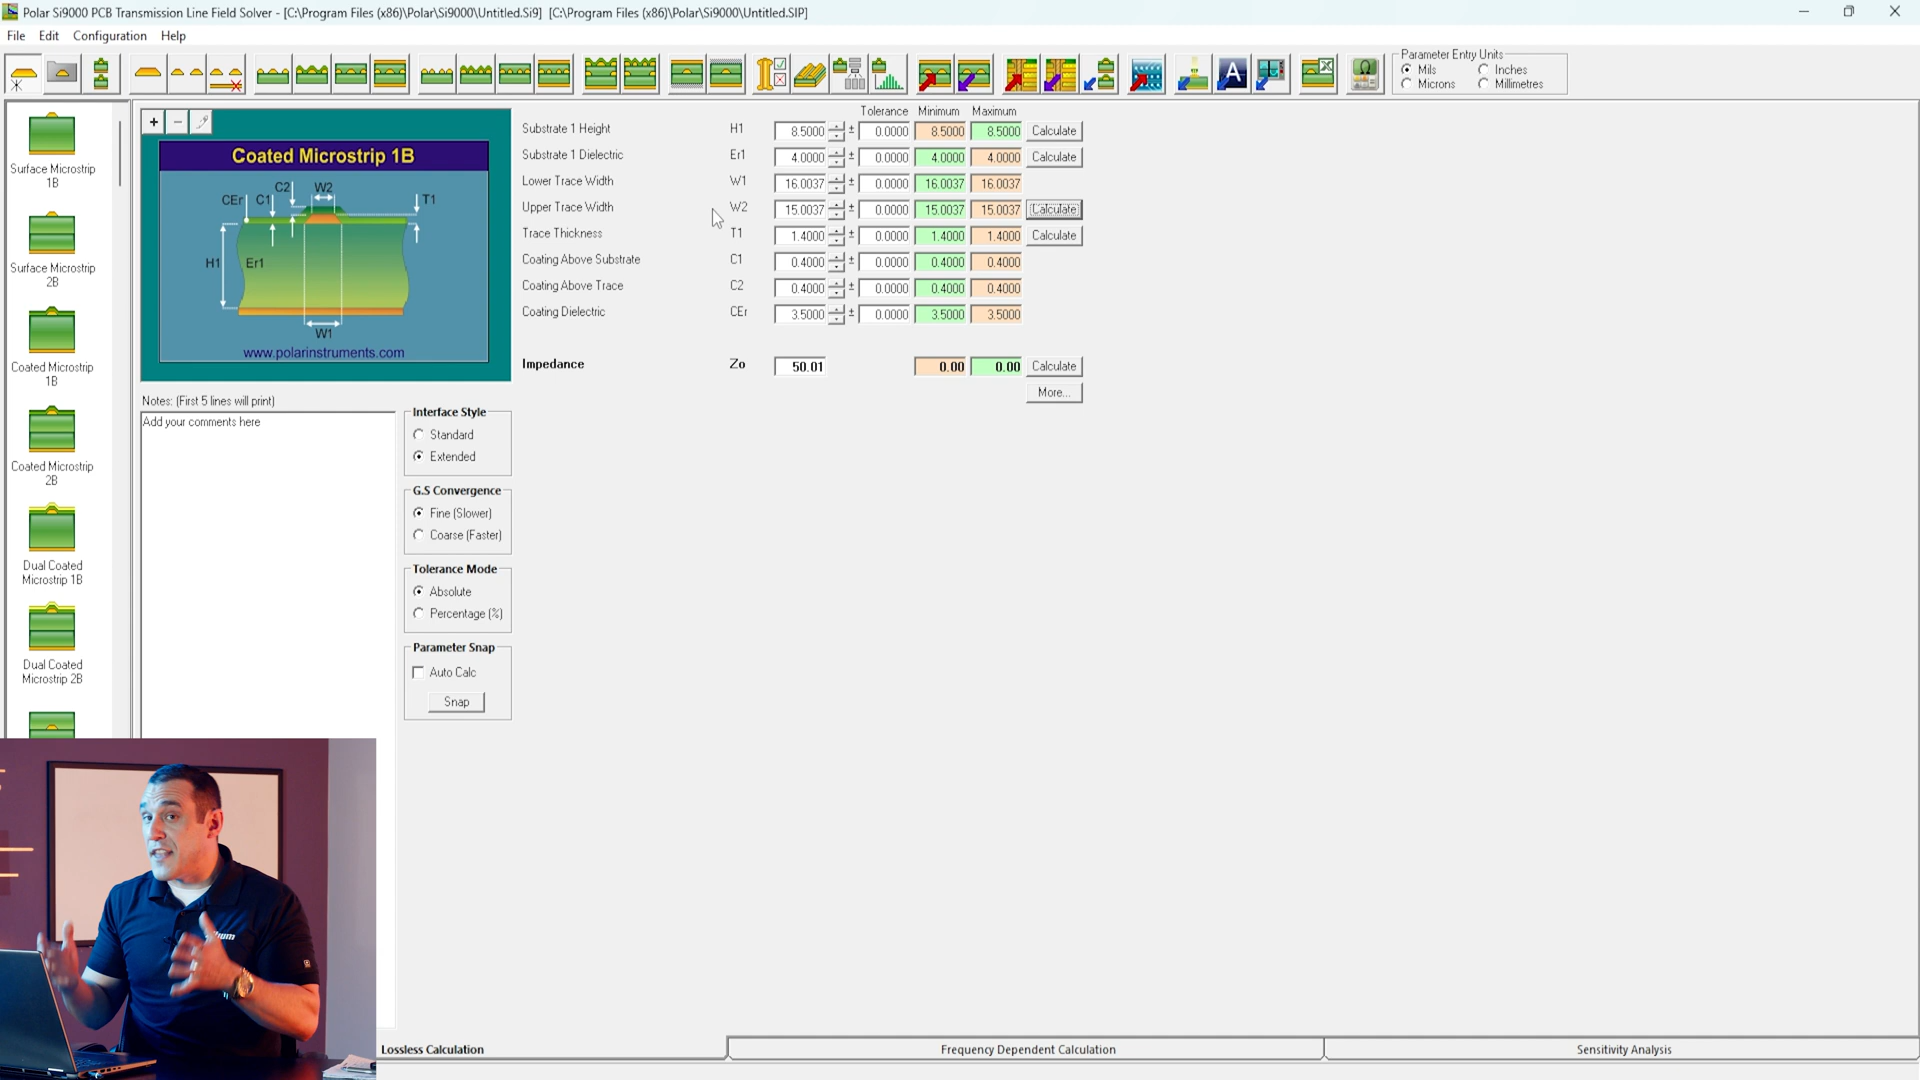 Polar Si9000 PCB Transmission Line Field Solver - [C:\Program Files (x86)\Polar\Si9000\Untitled.Si9] [C:\Program Files (x86)\Polar\Si9000\Untitled.SIP]
File Edit Configuration Help
Parameter Entry Units
Mils Inches
Microns Millimetres
Surface Microstrip
1B
Surface Microstrip
2B
Coated Microstrip
1B
Coated Microstrip
2B
Dual Coated
Microstrip 1B
Dual Coated
Microstrip 2B
+ -
Coated Microstrip 1B
C2 W2
CEr C1 T1
H1 Er1
W1
www.polarinstruments.com
Notes: (First 5 lines will print)
Add your comments here
Interface Style
Standard
Extended
G.S Convergence
Fine (Slower)
Coarse (Faster)
Tolerance Mode
Absolute
Percentage (%)
Parameter Snap
Auto Calc
Snap
Tolerance Minimum Maximum
Substrate 1 Height H1 8.5000 ± 0.0000 8.5000 8.5000 Calculate
Substrate 1 Dielectric Er1 4.0000 ± 0.0000 4.0000 4.0000 Calculate
Lower Trace Width W1 16.0037 ± 0.0000 16.0037 16.0037
Upper Trace Width W2 15.0037 ± 0.0000 15.0037 15.0037 Calculate
Trace Thickness T1 1.4000 ± 0.0000 1.4000 1.4000 Calculate
Coating Above Substrate C1 0.4000 ± 0.0000 0.4000 0.4000
Coating Above Trace C2 0.4000 ± 0.0000 0.4000 0.4000
Coating Dielectric CEr 3.5000 ± 0.0000 3.5000 3.5000
Impedance Zo 50.01 0.00 0.00 Calculate
More...
Lossless Calculation Frequency Dependent Calculation Sensitivity Analysis